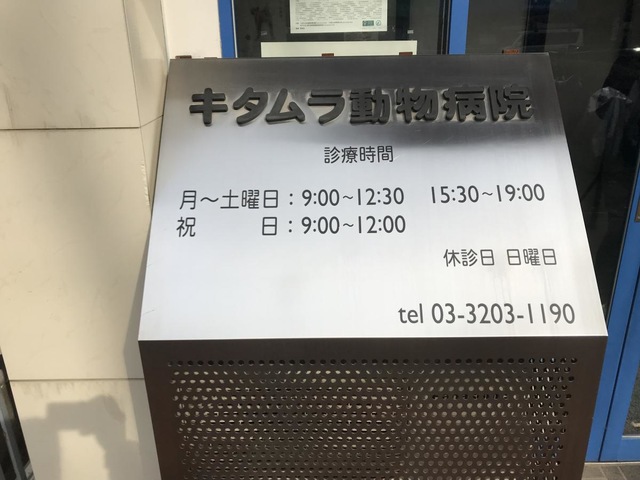 キタムラ動物病院
診療時間
月～土曜日：9:00~12:30 15:30~19:00
祝 日：9:00~12:00
休診日 日曜日
tel 03-3203-1190